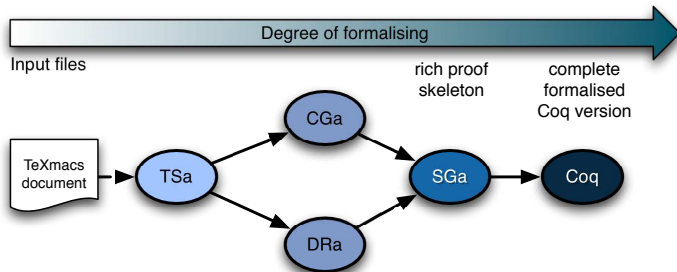 Degree of formalising
Input files
rich proof
skeleton
complete
formalised
Coq version
CGa
TeXmacs
document
TSa
SGa
Coq
DRa